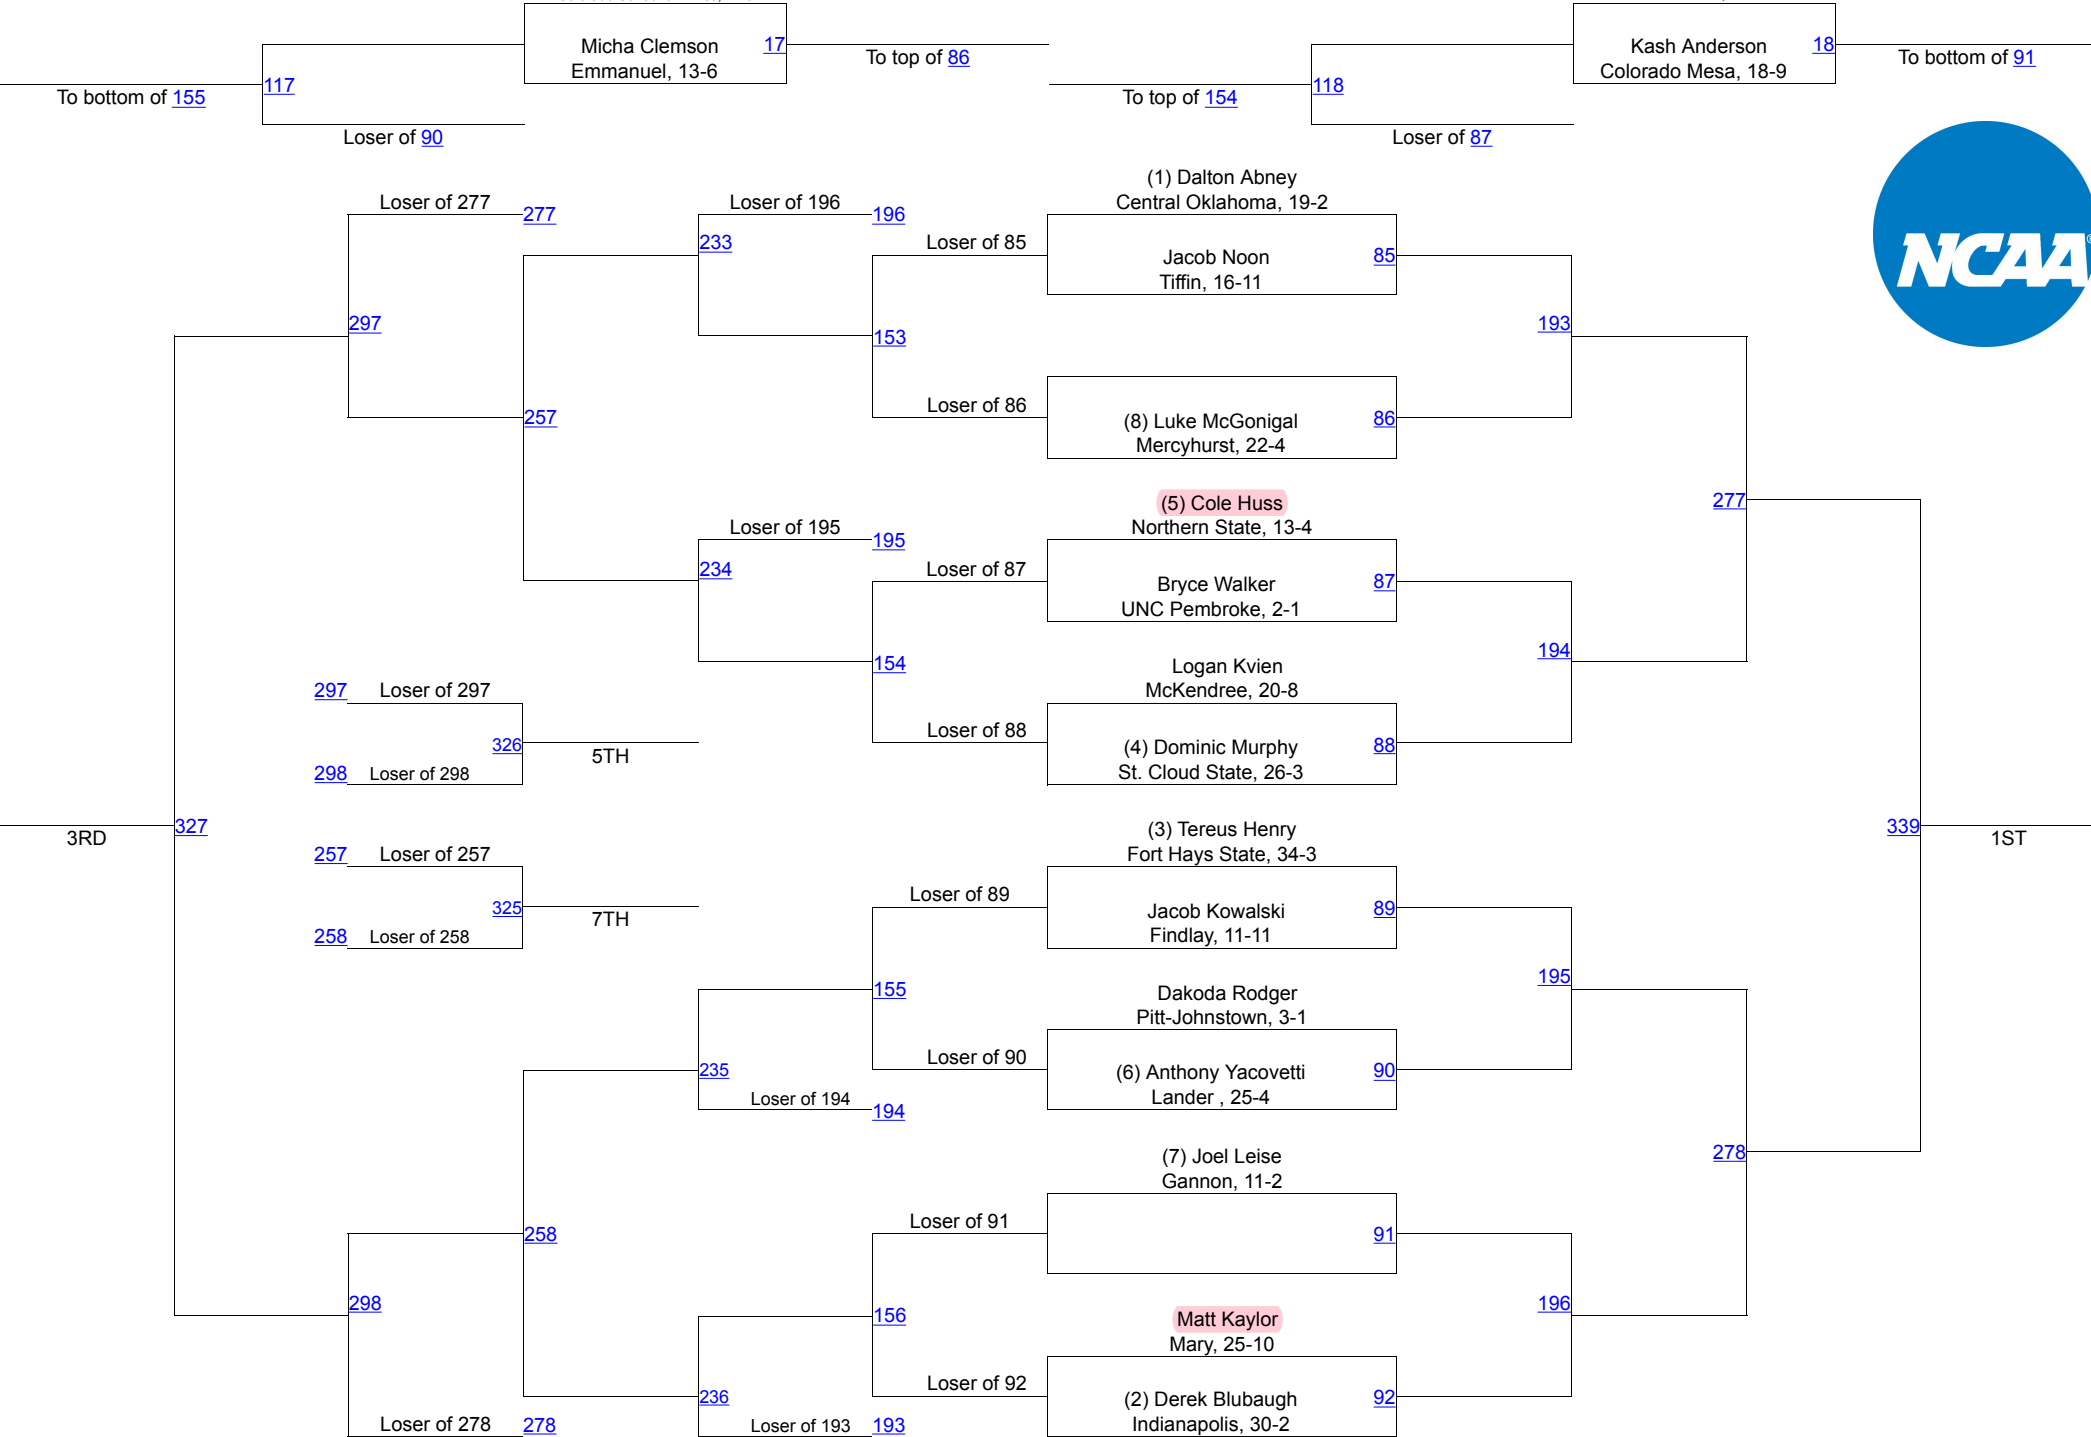 Micha Clemson
Emmanuel, 13-6
17
To top of 86
117
To bottom of 155
Loser of 90
Kash Anderson
Colorado Mesa, 18-9
18
To bottom of 91
118
To top of 154
Loser of 87
NCAA
®
(1) Dalton Abney
Central Oklahoma, 19-2
Loser of 277
277
Loser of 196
196
233
Loser of 85
Jacob Noon
Tiffin, 16-11
85
297
153
193
Loser of 86
257
(8) Luke McGonigal
Mercyhurst, 22-4
86
(5) Cole Huss
Northern State, 13-4
277
Loser of 195
195
234
Loser of 87
Bryce Walker
UNC Pembroke, 2-1
87
154
194
Logan Kvien
McKendree, 20-8
297
Loser of 297
Loser of 88
326
5TH
(4) Dominic Murphy
St. Cloud State, 26-3
88
298
Loser of 298
3RD
327
339
1ST
(3) Tereus Henry
Fort Hays State, 34-3
257
Loser of 257
Loser of 89
325
7TH
Jacob Kowalski
Findlay, 11-11
89
258
Loser of 258
155
195
Dakoda Rodger
Pitt-Johnstown, 3-1
Loser of 90
235
(6) Anthony Yacovetti
Lander , 25-4
90
Loser of 194
194
(7) Joel Leise
Gannon, 11-2
278
Loser of 91
258
91
298
156
196
Matt Kaylor
Mary, 25-10
Loser of 92
236
(2) Derek Blubaugh
Indianapolis, 30-2
92
Loser of 278
278
Loser of 193
193